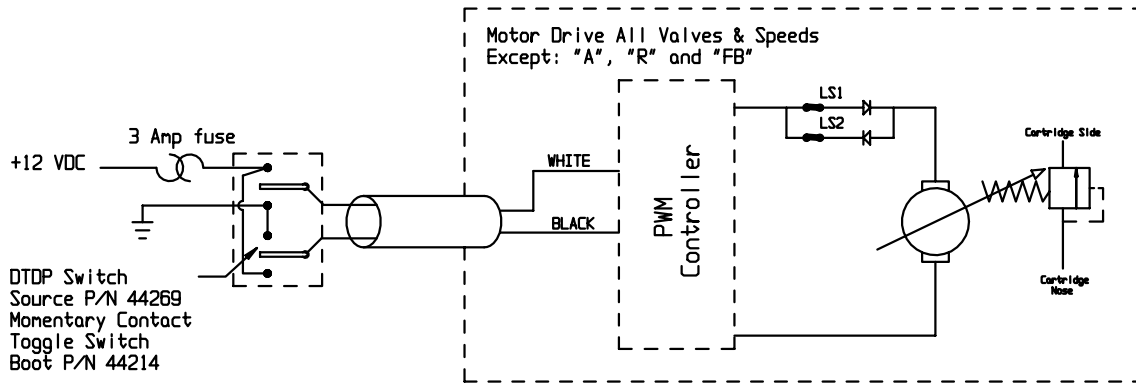 Motor Drive All Valves & Speeds
Except: "A", "R" and "FB"
LS1
LS2
3 Amp fuse
+12 VDC
WHITE
BLACK
PWM
Controller
Cartridge Side
Cartridge
Nose
DTDP Switch
Source P/N 44269
Momentary Contact
Toggle Switch
Boot P/N 44214